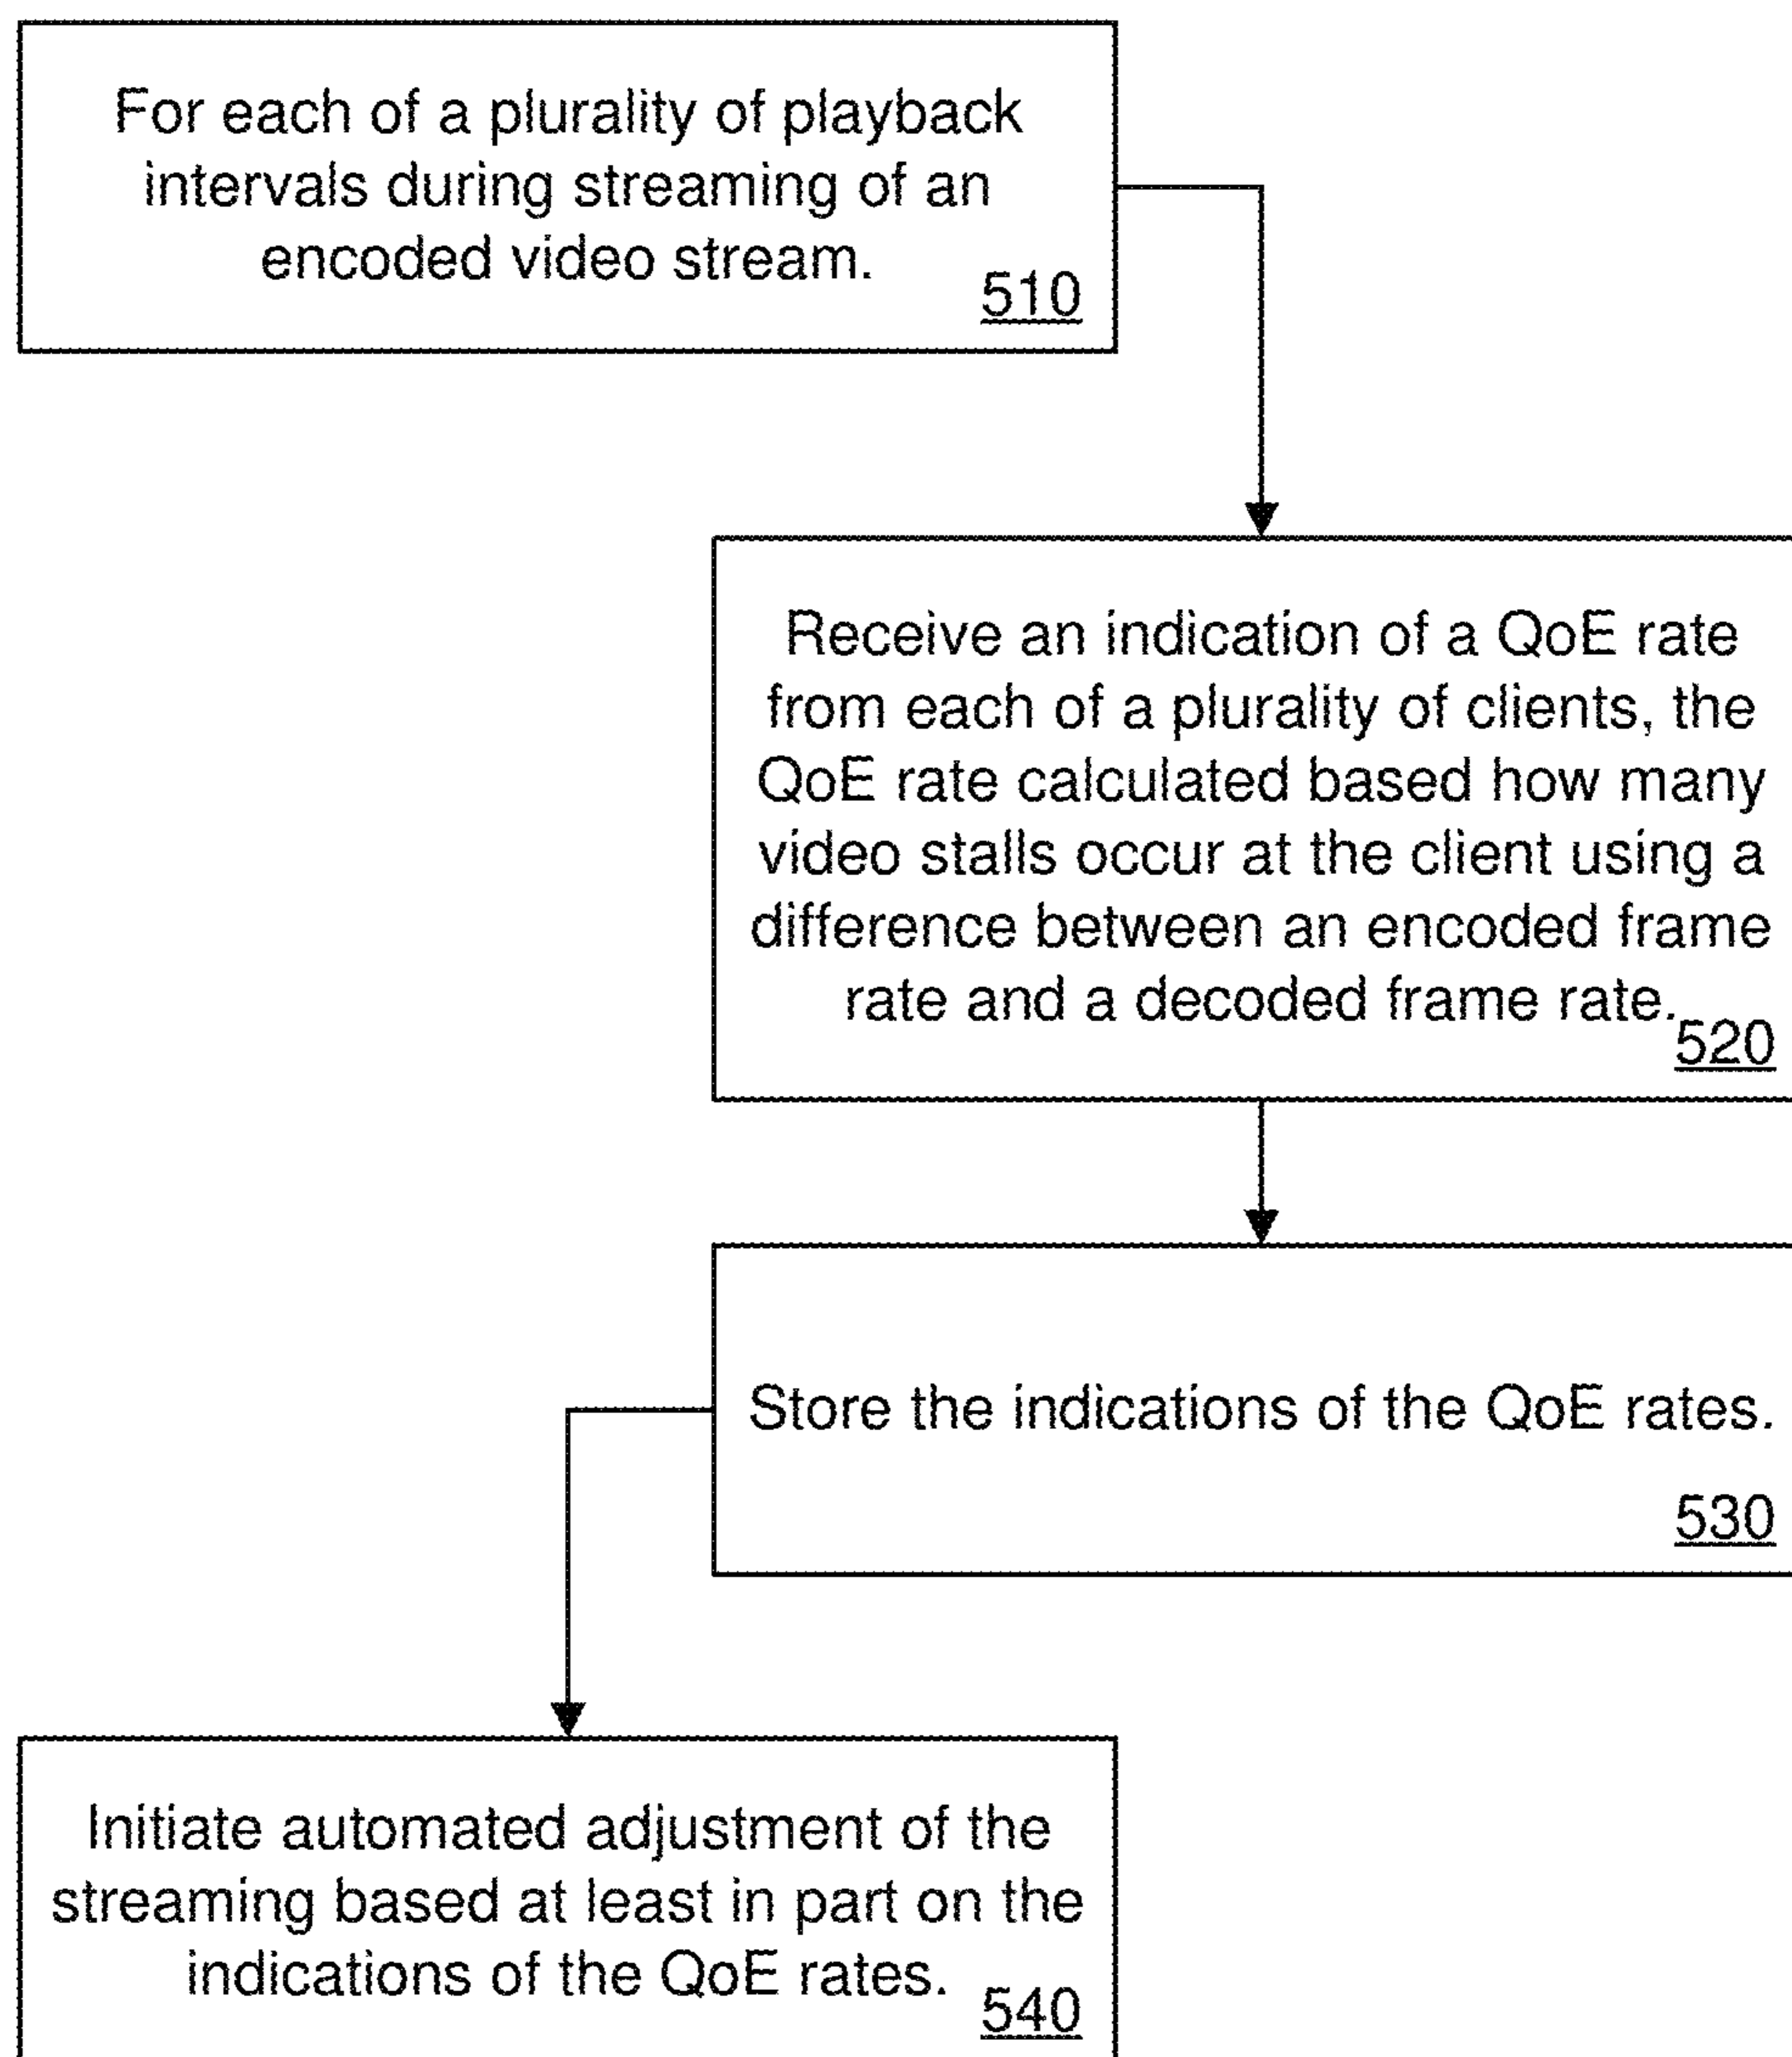 For each of a plurality of playback
intervals during streaming of an
encoded video stream.
510
Receive an indication of a QoE rate
from each of a plurality of clients, the
QoE rate calculated based how many
video stalls occur at the client using a
difference between an encoded frame
rate and a decoded frame rate.
520
Store the indications of the QoE rates.
530
Initiate automated adjustment of the
streaming based at least in part on the
indications of the QoE rates.
540